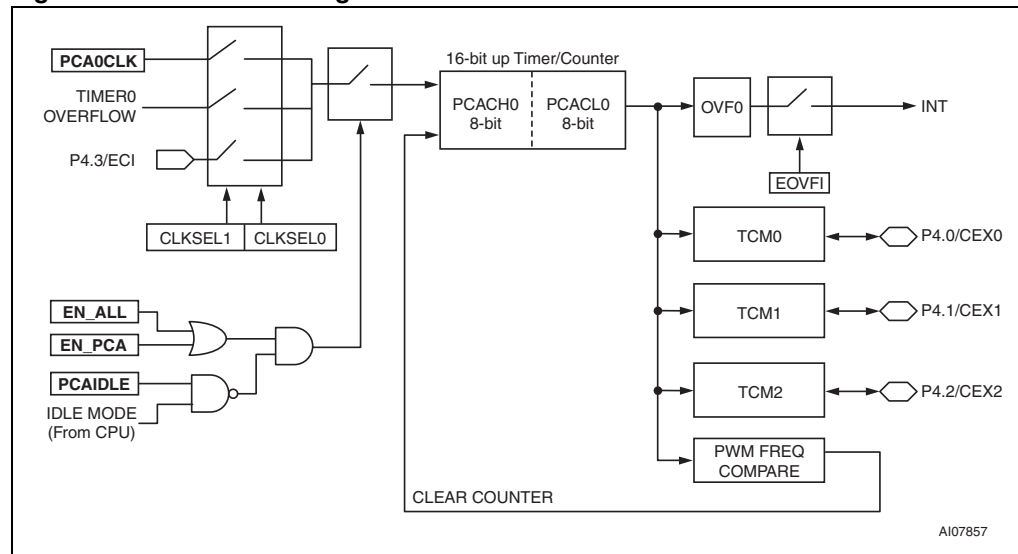 PCA0CLK
TIMER0
OVERFLOW
P4.3/ECI
CLKSEL1
CLKSEL0
16-bit up Timer/Counter
PCACH0
8-bit
PCACL0
8-bit
OVF0
INT
EOVFI
TCM0
P4.0/CEX0
TCM1
P4.1/CEX1
TCM2
P4.2/CEX2
PWM FREQ
COMPARE
CLEAR COUNTER
EN_ALL
EN_PCA
PCAIDLE
IDLE MODE
(From CPU)
AI07857